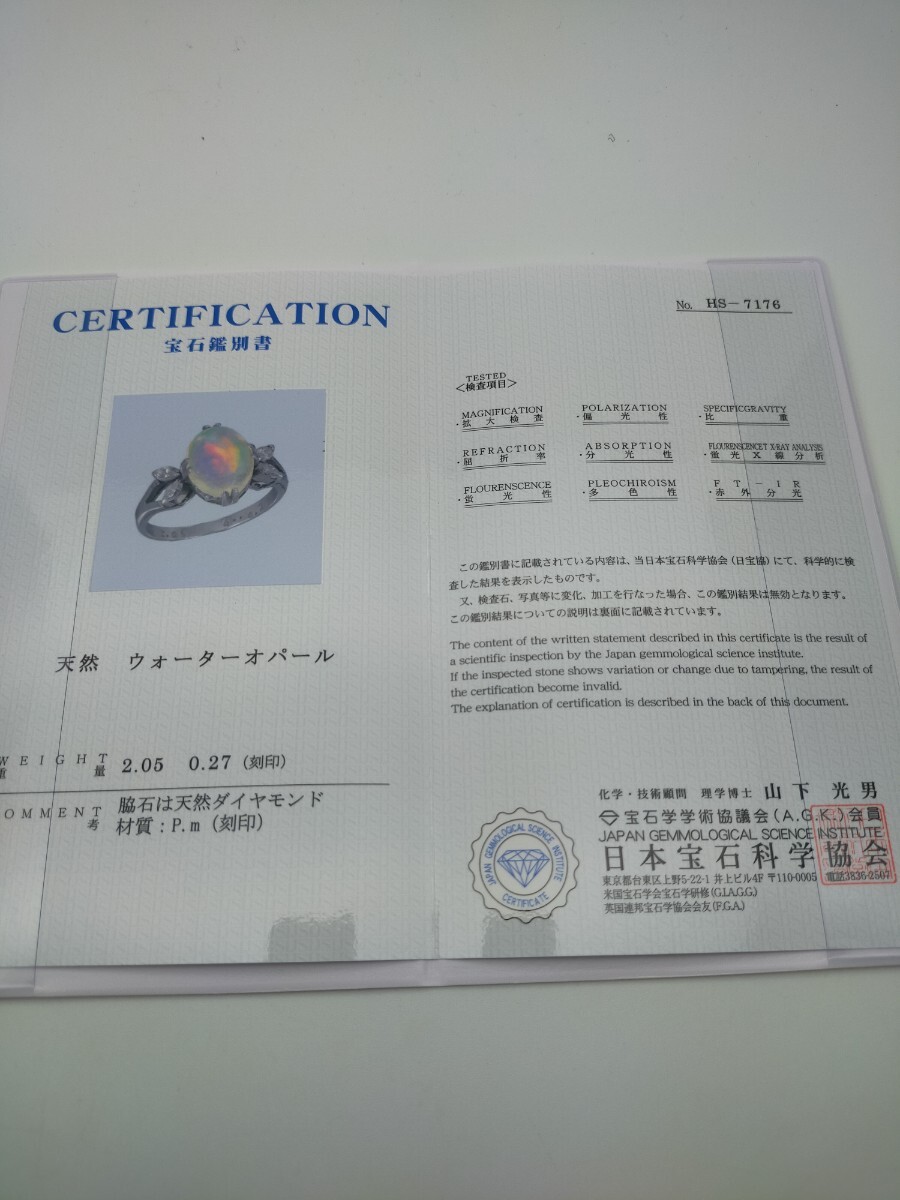 CERTIFICATION
宝石鑑別書
天然 ウォーターオパール
WEIGHT
重量 2.05 0.27 (刻印)
COMMENT
考 脇石は天然ダイヤモンド
材質：P.m (刻印)
No. HS-7176
TESTED
<検査項目>
MAGNIFICATION
・拡大検査
POLARIZATION
・偏光性
SPECIFICGRAVITY
・比重
REFRACTION
・屈折率
ABSORPTION
・分光性
FLOURENSCENCET X-RAY ANALYSIS
・蛍光X線分析
FLOURENSCENCE
・蛍光性
PLEOCHROISM
・多色性
FT-IR
・赤外分光
この鑑別書に記載されている内容は、当日本宝石科学協会（日宝協）にて、科学的に検
査した結果を表示したものです。
又、検査石、写真等に変化、加工を行なった場合、この鑑別結果は無効となります。
この鑑別結果についての説明は裏面に記載されています。
The content of the written statement described in this certificate is the result of
a scientific inspection by the Japan gemmological science institute.
If the inspected stone shows variation or change due to tampering, the result of
the certification become invalid.
The explanation of certification is described in the back of this document.
化学・技術顧問 理学博士 山下光男
宝石学学術協議会(A.G.K.)会員
JAPAN GEMMOLOGICAL SCIENCE INSTITUTE
日本宝石科学協会
東京都台東区上野5-22-1 井上ビル4F 〒110-0005 電話3836-2567
米国宝石学会宝石学研修(G.I.A.G.G.)
英国連邦宝石学協会会友(F.G.A.)
JAPAN GEMMOLOGICAL SCIENCE INSTITUTE
CERTIFICATE